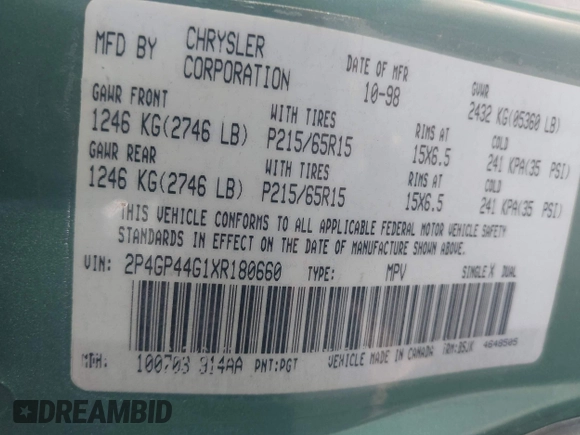 MFD BY CHRYSLER CORPORATION DATE OF MFR 10-98 GVWR 2432 KG(05360 LB)
GAWR FRONT WITH TIRES RIMS AT COLD
1246 KG(2746 LB) P215/65R15 15X6.5 241 KPA(35 PSI)
GAWR REAR WITH TIRES RIMS AT COLD
1246 KG(2746 LB) P215/65R15 15X6.5 241 KPA(35 PSI)
THIS VEHICLE CONFORMS TO ALL APPLICABLE FEDERAL MOTOR VEHICLE SAFETY
STANDARDS IN EFFECT ON THE DATE OF MANUFACTURE SHOWN ABOVE.
VIN: 2P4GP44G1XR180660 TYPE: MPV SINGLE X DUAL
MDH: 100703 PNT:PGT VEHICLE MADE IN CANADA 4648505
DREAMBID